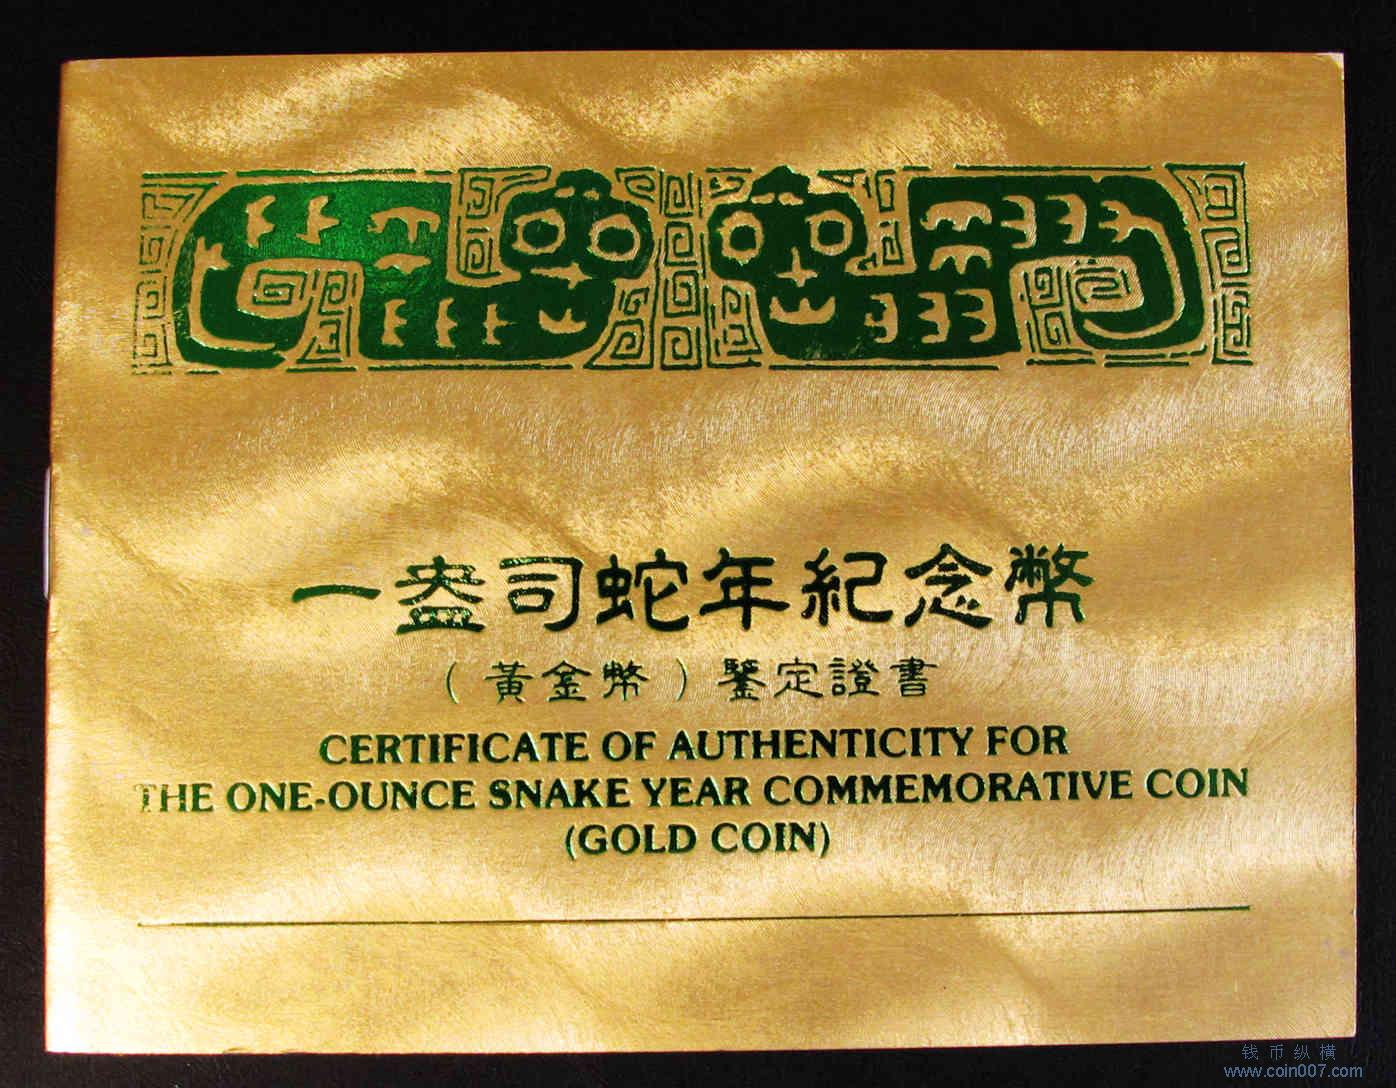 一盎司蛇年紀念幣
（黃金幣）鑒定證書
CERTIFICATE OF AUTHENTICITY FOR
THE ONE-OUNCE SNAKE YEAR COMMEMORATIVE COIN
(GOLD COIN)
钱币纵横
www.coin007.com